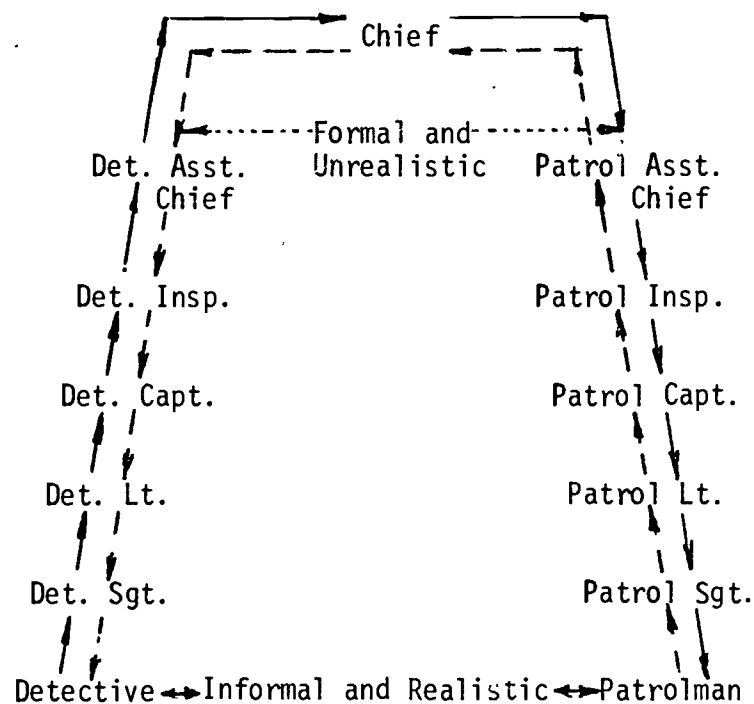 Chief
Formal and
Unrealistic
Det. Asst.
Chief
Patrol Asst.
Chief
Det. Insp.
Patrol Insp.
Det. Capt.
Patrol Capt.
Det. Lt.
Patrol Lt.
Det. Sgt.
Patrol Sgt.
Detective
Informal and Realistic
Patrolman